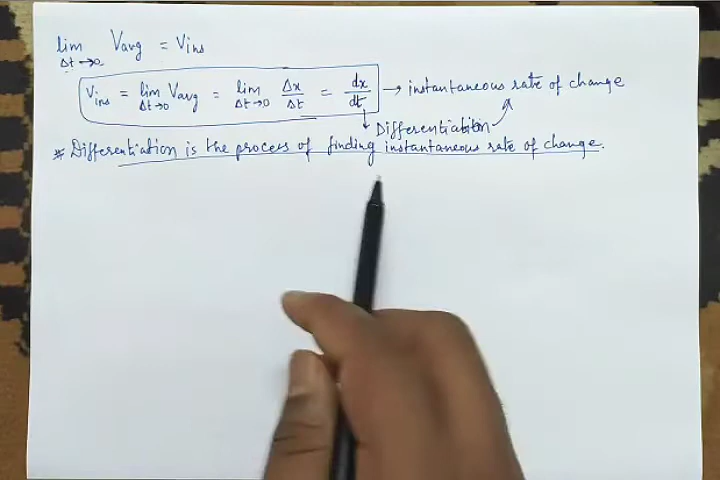 lim Δt→0 Vavg = Vins
Vins = lim Δt→0 Vavg = lim Δt→0 Δx/Δt = dx/dt → instantaneous rate of change
Differentiation
* Differentiation is the process of finding instantaneous rate of change.